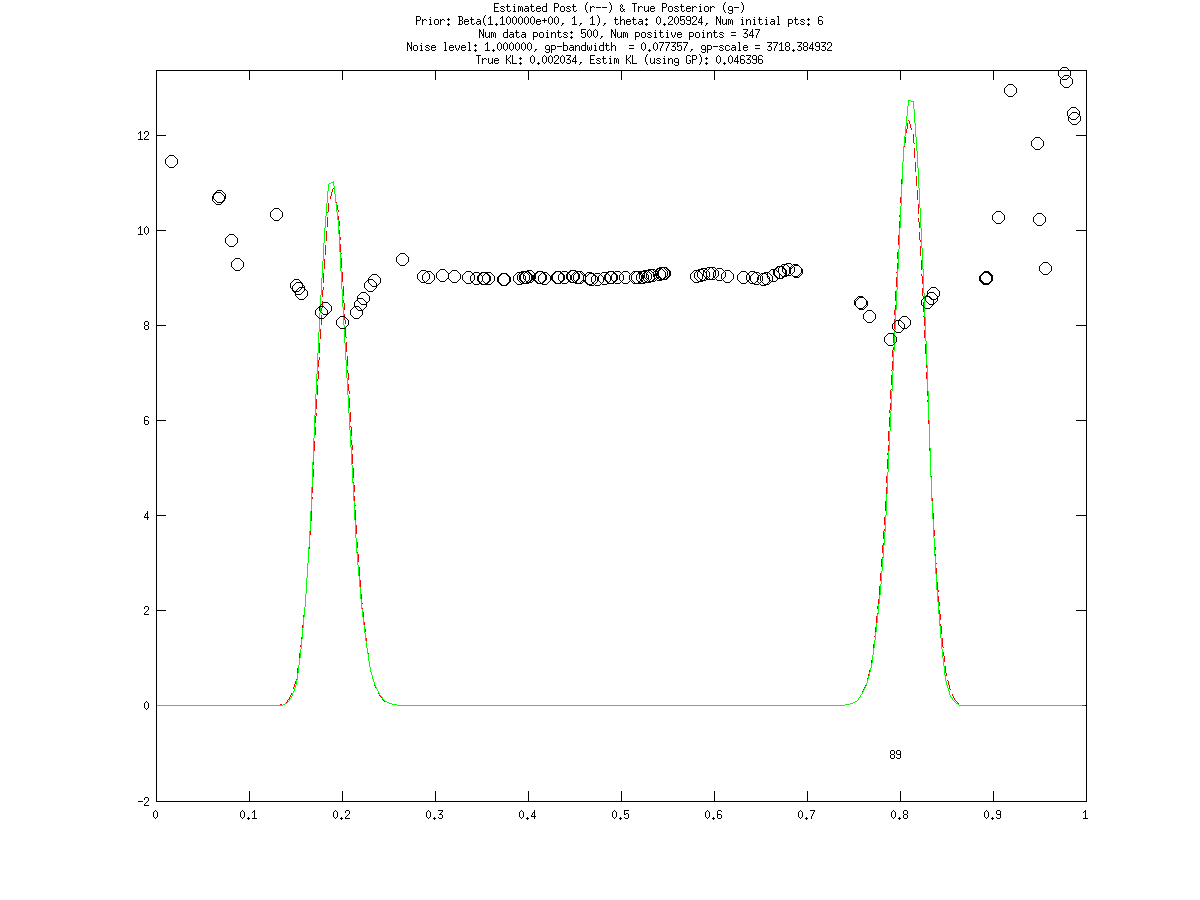 Estimated Post (r--) & True Posterior (g-)
Prior: Beta(1.100000e+00, 1, 1), theta: 0.205924, Num initial pts: 6
Num data points: 500, Num positive points = 347
Noise level: 1.000000, gp-bandwidth  = 0.077357, gp-scale = 3718.384932
True KL: 0.002034, Estim KL (using GP): 0.046396
12
10
8
6
4
2
0
89
-2
0 0.1 0.2 0.3 0.4 0.5 0.6 0.7 0.8 0.9 1